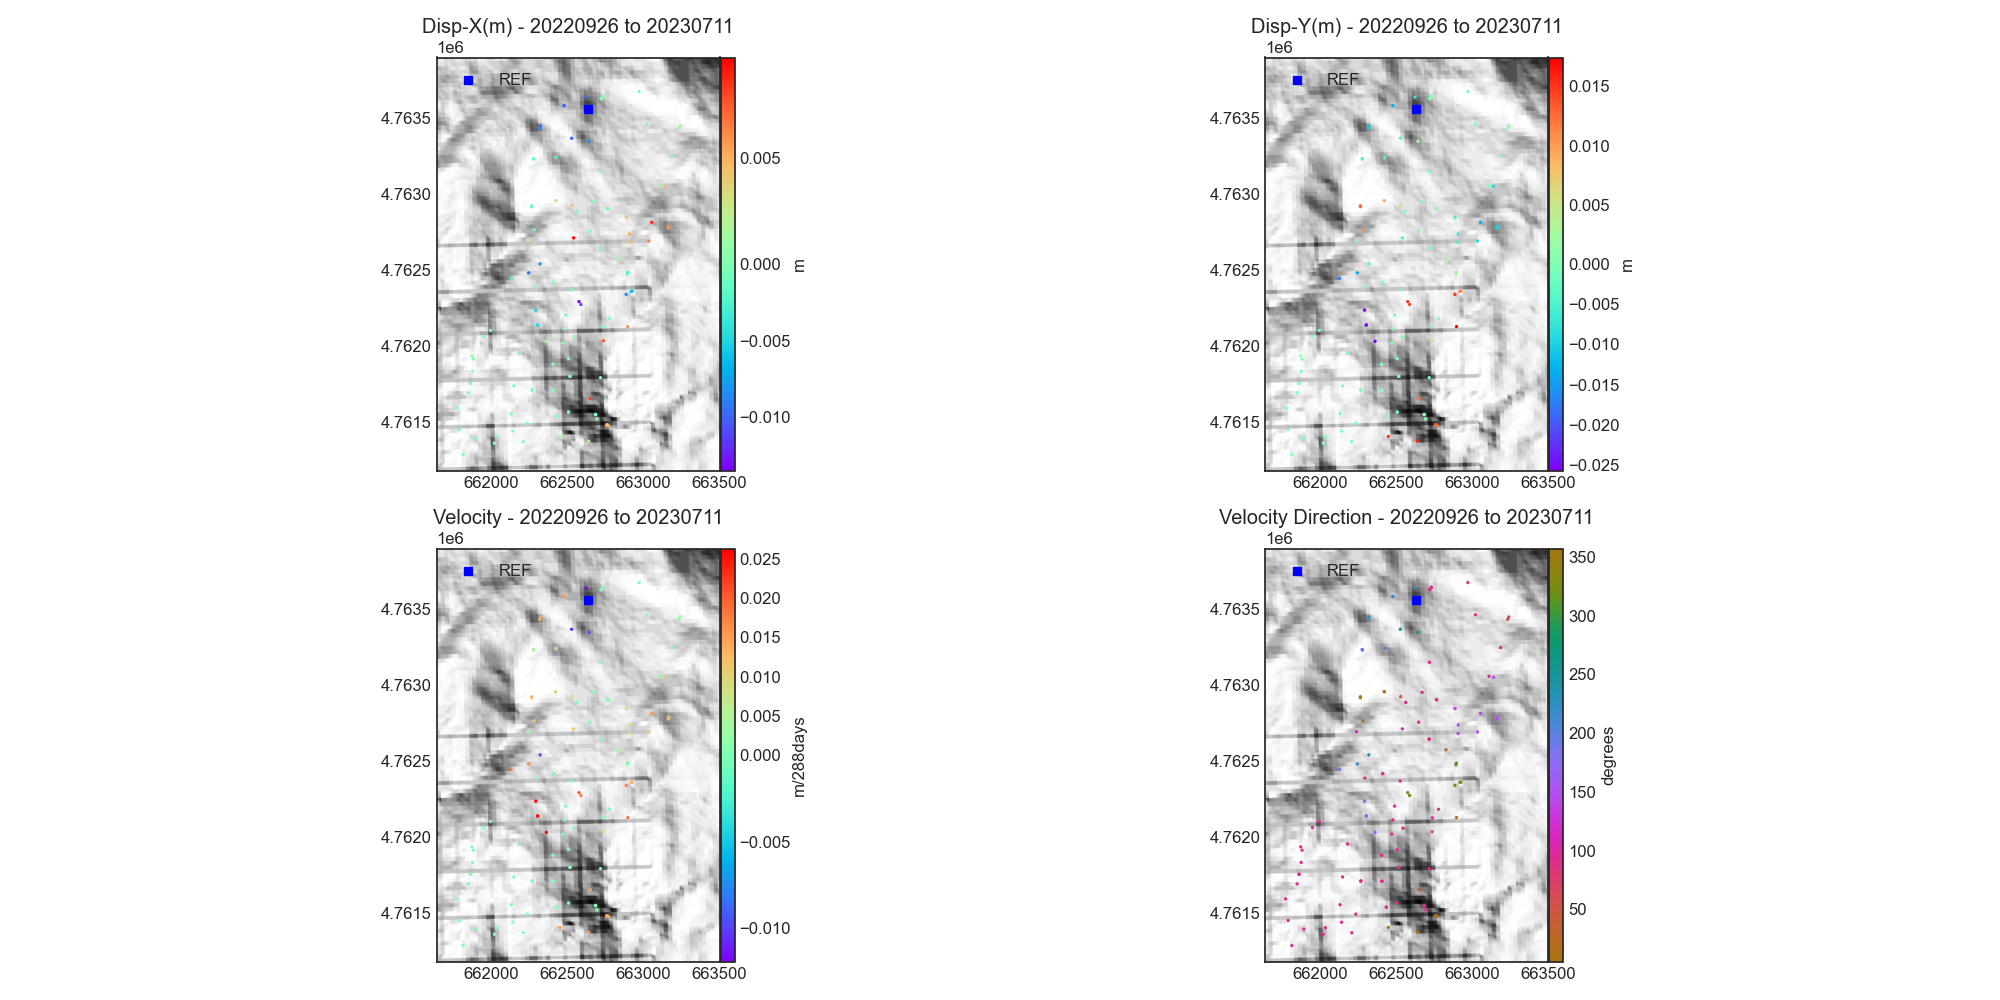 Disp-X(m) - 20220926 to 20230711
1e6
REF
4.7635
4.7630
4.7625
4.7620
4.7615
662000 662500 663000 663500
0.005
0.000
−0.005
−0.010
m
Disp-Y(m) - 20220926 to 20230711
1e6
REF
4.7635
4.7630
4.7625
4.7620
4.7615
662000 662500 663000 663500
0.015
0.010
0.005
0.000
−0.005
−0.010
−0.015
−0.020
−0.025
m
Velocity - 20220926 to 20230711
1e6
REF
4.7635
4.7630
4.7625
4.7620
4.7615
662000 662500 663000 663500
0.025
0.020
0.015
0.010
0.005
0.000
−0.005
−0.010
m/288days
Velocity Direction - 20220926 to 20230711
1e6
REF
4.7635
4.7630
4.7625
4.7620
4.7615
662000 662500 663000 663500
350
300
250
200
150
100
50
degrees